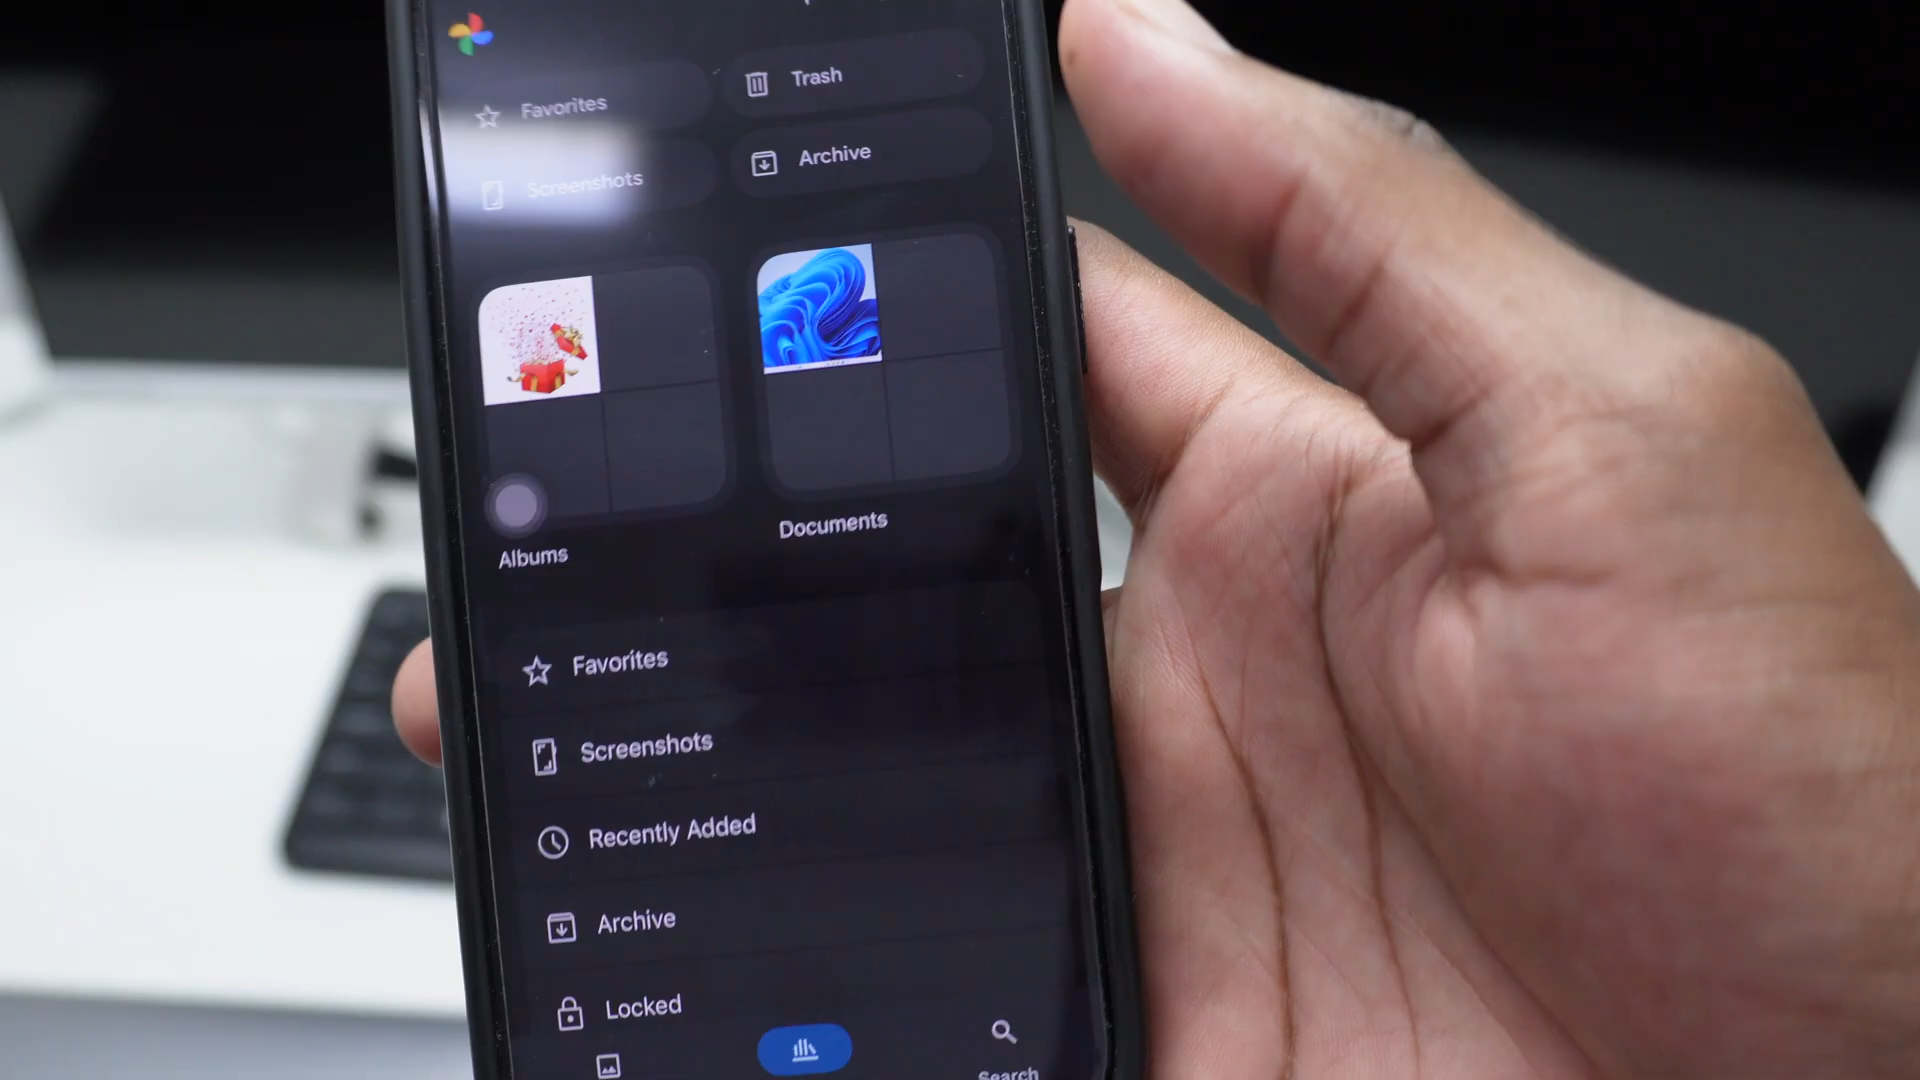 Favorites
Trash
Screenshots
Archive
Albums
Documents
Favorites
Screenshots
Recently Added
Archive
Locked
Search